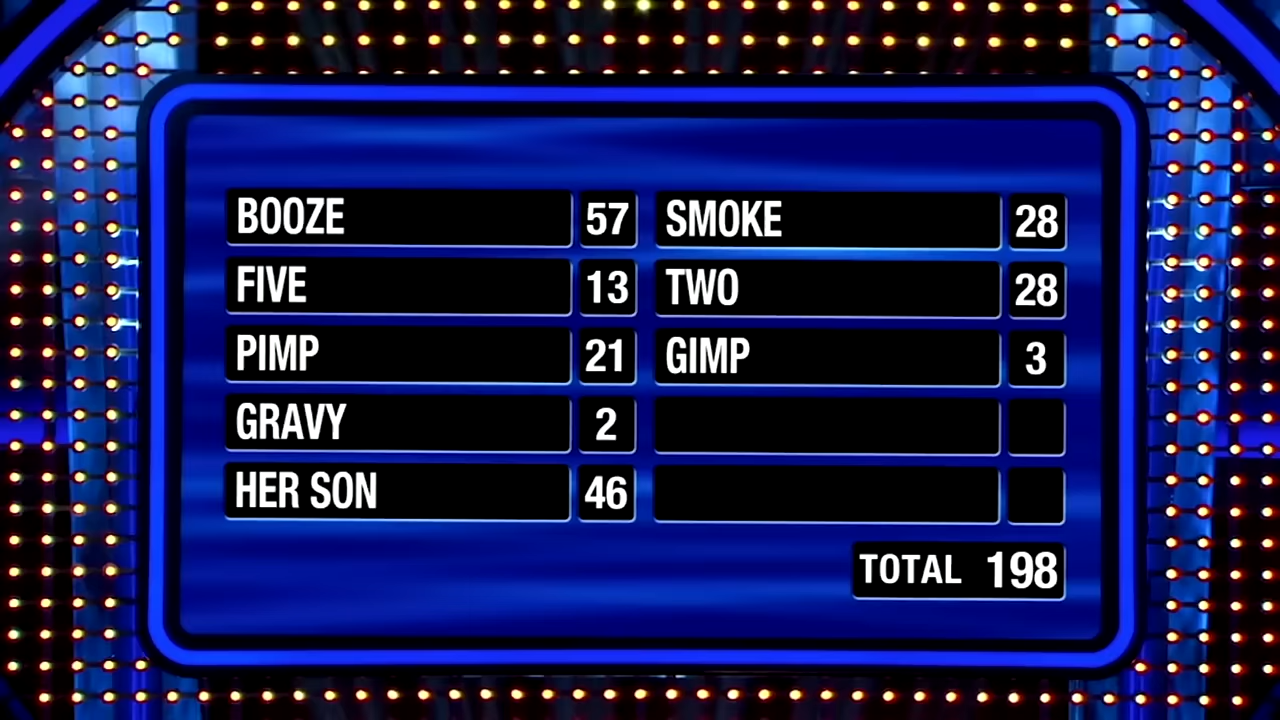 BOOZE 57 SMOKE 28
FIVE 13 TWO 28
PIMP 21 GIMP 3
GRAVY 2
HER SON 46
TOTAL 198